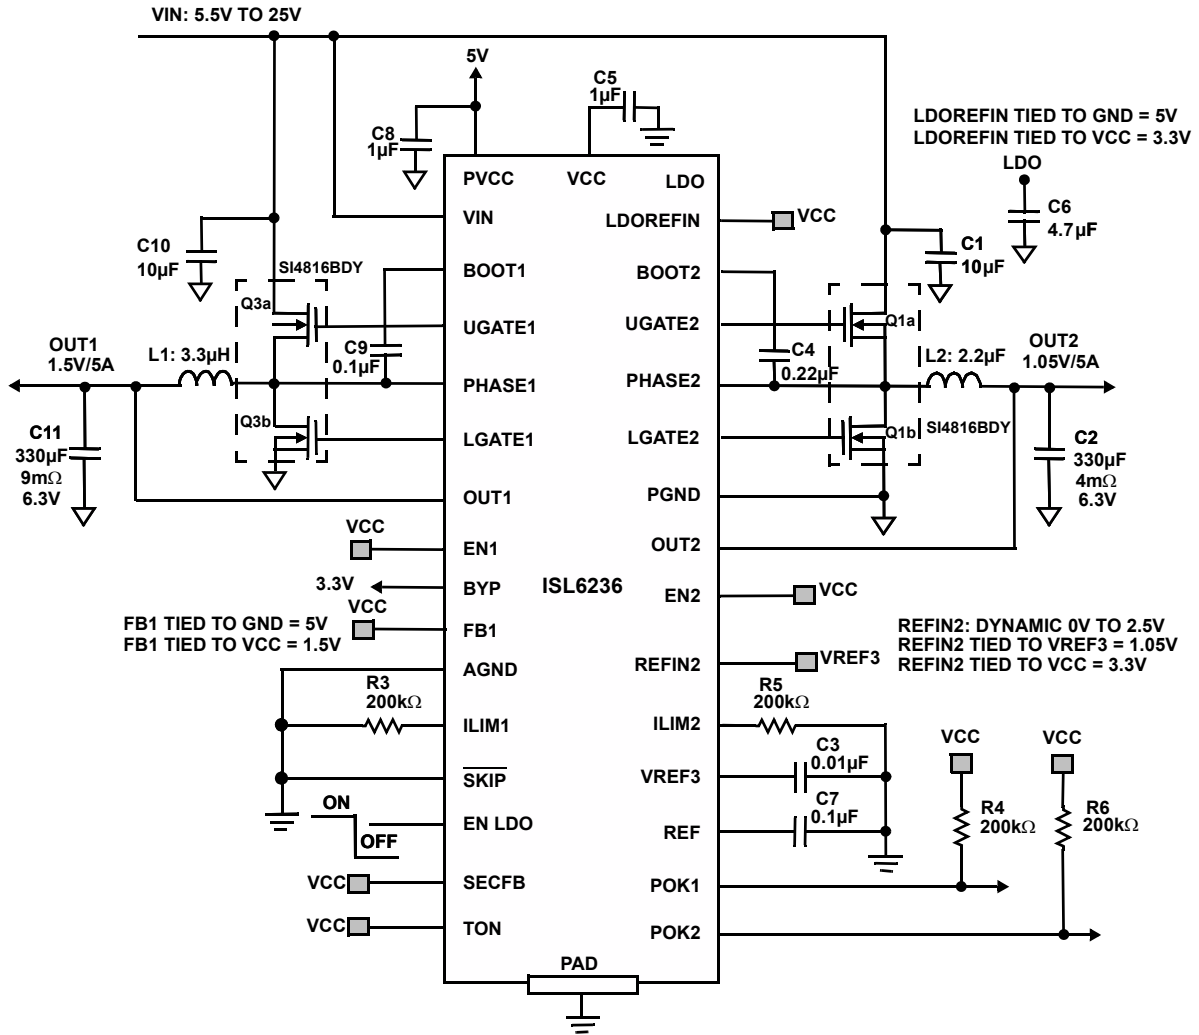 VIN: 5.5V TO 25V
5V
C5
1µF
C8
1µF
LDOREFIN TIED TO GND = 5V
LDOREFIN TIED TO VCC = 3.3V
LDO
C6
4.7µF
PVCC
VCC
LDO
VIN
LDOREFIN
VCC
C10
10µF
C1
10µF
SI4816BDY
BOOT1
BOOT2
Q3a
Q1a
UGATE1
UGATE2
OUT1
1.5V/5A
L1: 3.3µH
C9
0.1µF
C4
0.22µF
L2: 2.2µF
OUT2
1.05V/5A
PHASE1
PHASE2
Q3b
Q1b
SI4816BDY
LGATE1
LGATE2
C11
330µF
9mΩ
6.3V
C2
330µF
4mΩ
6.3V
OUT1
PGND
VCC
EN1
OUT2
3.3V
BYP
ISL6236
EN2
VCC
VCC
FB1 TIED TO GND = 5V
FB1 TIED TO VCC = 1.5V
FB1
REFIN2: DYNAMIC 0V TO 2.5V
REFIN2 TIED TO VREF3 = 1.05V
REFIN2 TIED TO VCC = 3.3V
AGND
REFIN2
VREF3
R3
200kΩ
R5
200kΩ
ILIM1
ILIM2
VCC
VCC
C3
0.01µF
SKIP
VREF3
C7
0.1µF
ON
OFF
EN LDO
REF
R4
200kΩ
R6
200kΩ
VCC
SECFB
POK1
VCC
TON
POK2
PAD